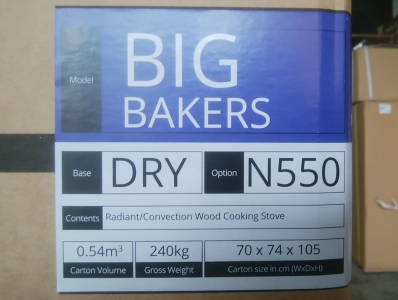 Model
BIG
BAKERS
Base DRY Option N550
Contents Radiant/Convection Wood Cooking Stove
0.54m³ 240kg 70 x 74 x 105
Carton Volume Gross Weight Carton size in cm (WxDxH)